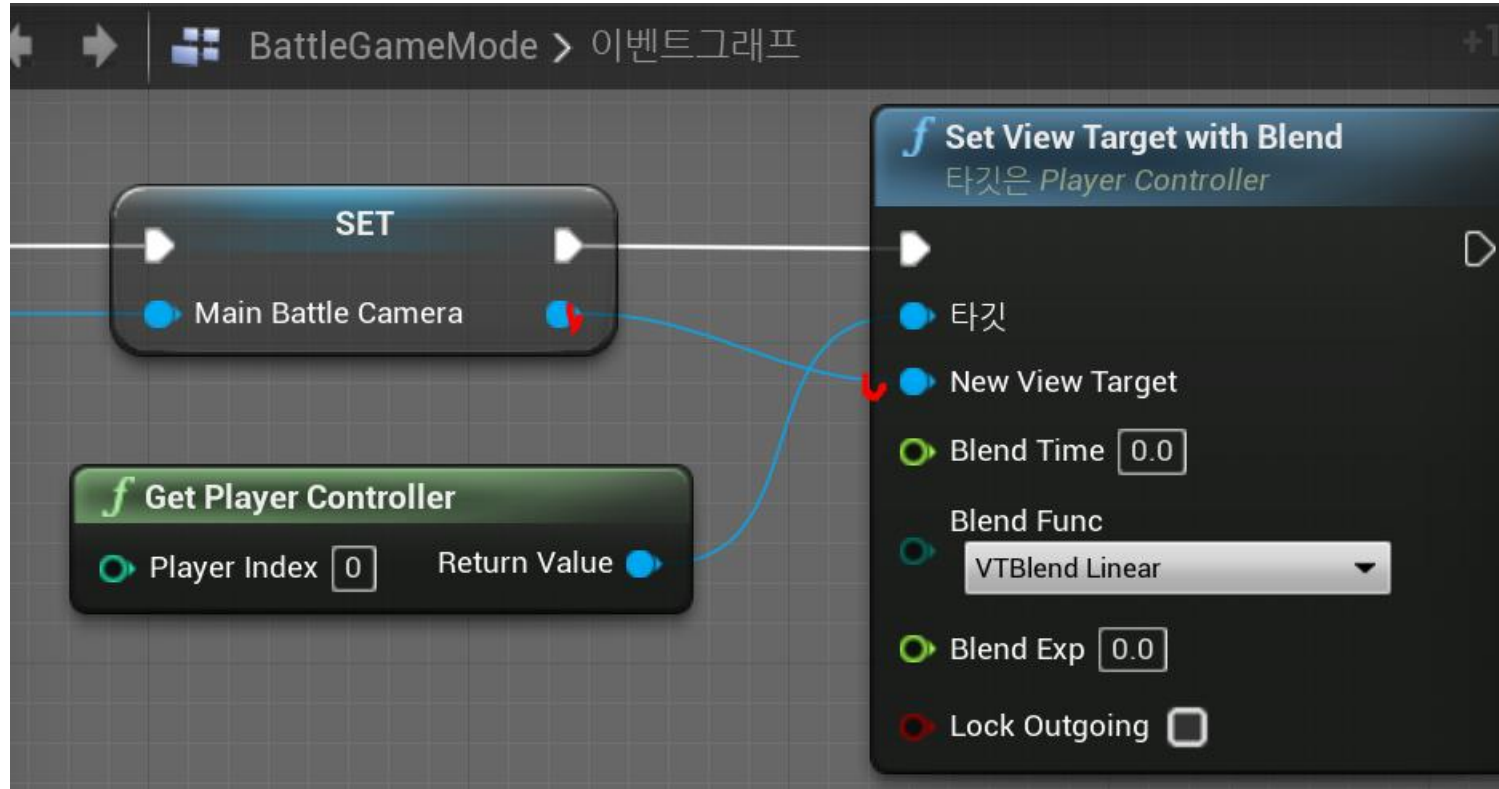 BattleGameMode > 이벤트그래프
+1
Set View Target with Blend
타깃은 Player Controller
SET
Main Battle Camera
타깃
New View Target
Blend Time 0.0
Get Player Controller
Player Index 0 Return Value
Blend Func
VTBlend Linear
Blend Exp 0.0
Lock Outgoing